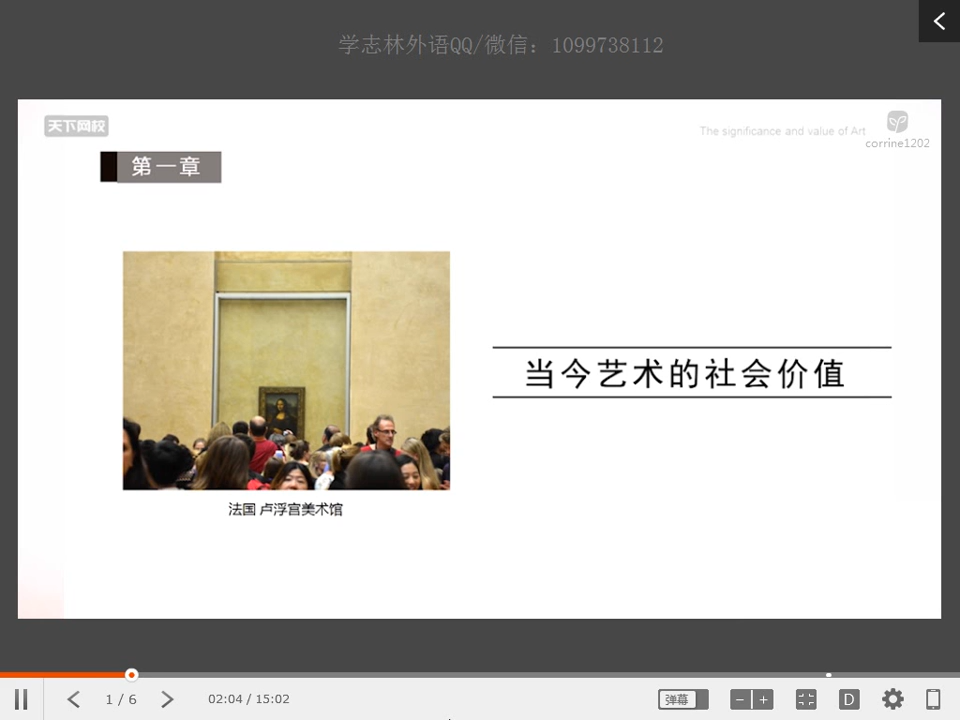 学志林外语QQ/微信：1099738112
天下网校
The significance and value of Art
corrine1202
第一章
当今艺术的社会价值
法国 卢浮宫美术馆
1 / 6
02:04 / 15:02
弹幕
D